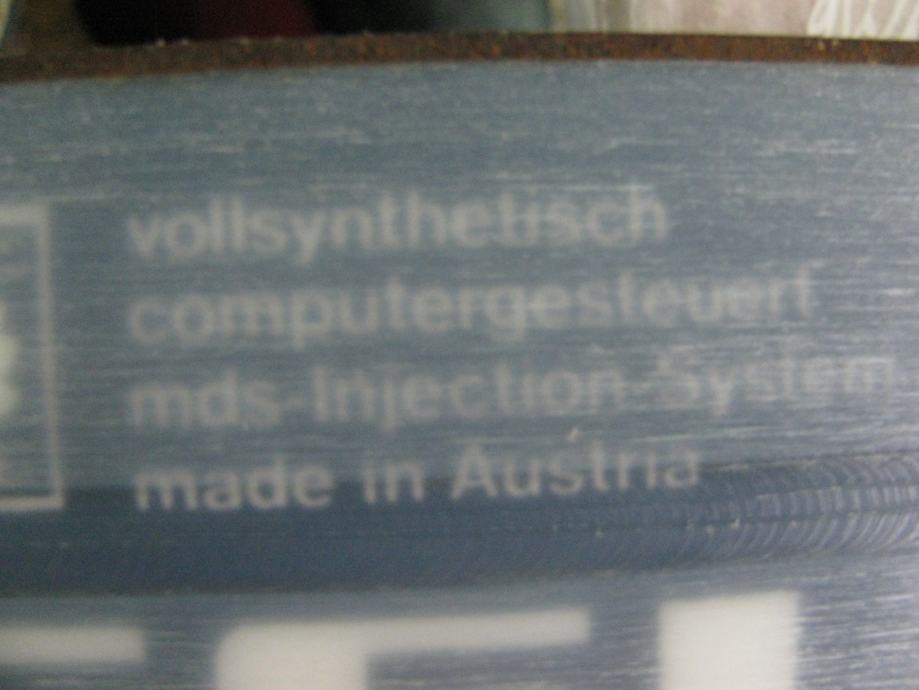 vollsynthetisch
computergesteuert
mds-Injection-System
made in Austria